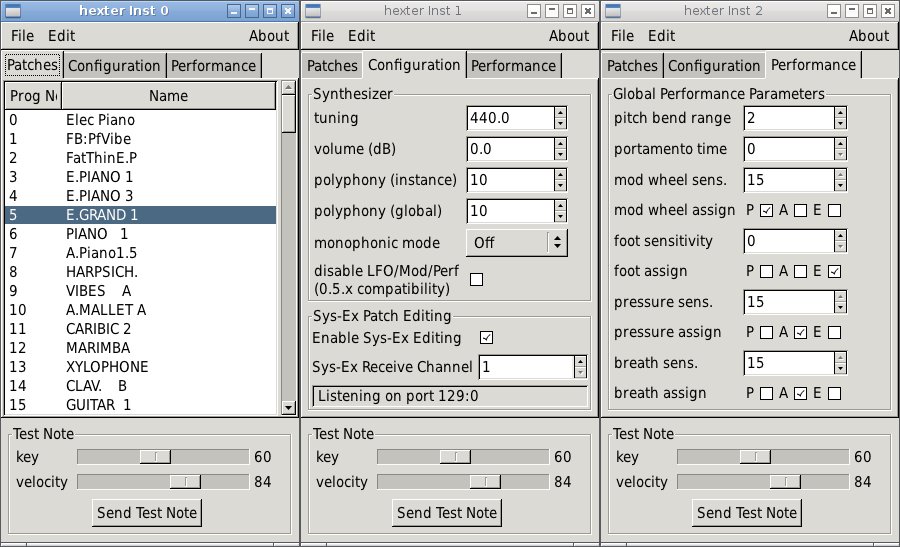 hexter Inst 0
File Edit About
Patches Configuration Performance
Prog N Name
0 Elec Piano
1 FB:PfVibe
2 FatThinE.P
3 E.PIANO 1
4 E.PIANO 3
5 E.GRAND 1
6 PIANO 1
7 A.Piano1.5
8 HARPSICH.
9 VIBES A
10 A.MALLET A
11 CARIBIC 2
12 MARIMBA
13 XYLOPHONE
14 CLAV. B
15 GUITAR 1
Test Note
key 60
velocity 84
Send Test Note
hexter Inst 1
File Edit About
Patches Configuration Performance
Synthesizer
tuning 440.0
volume (dB) 0.0
polyphony (instance) 10
polyphony (global) 10
monophonic mode Off
disable LFO/Mod/Perf
(0.5.x compatibility)
Sys-Ex Patch Editing
Enable Sys-Ex Editing
Sys-Ex Receive Channel 1
Listening on port 129:0
Test Note
key 60
velocity 84
Send Test Note
hexter Inst 2
File Edit About
Patches Configuration Performance
Global Performance Parameters
pitch bend range 2
portamento time 0
mod wheel sens. 15
mod wheel assign P A E
foot sensitivity 0
foot assign P A E
pressure sens. 15
pressure assign P A E
breath sens. 15
breath assign P A E
Test Note
key 60
velocity 84
Send Test Note